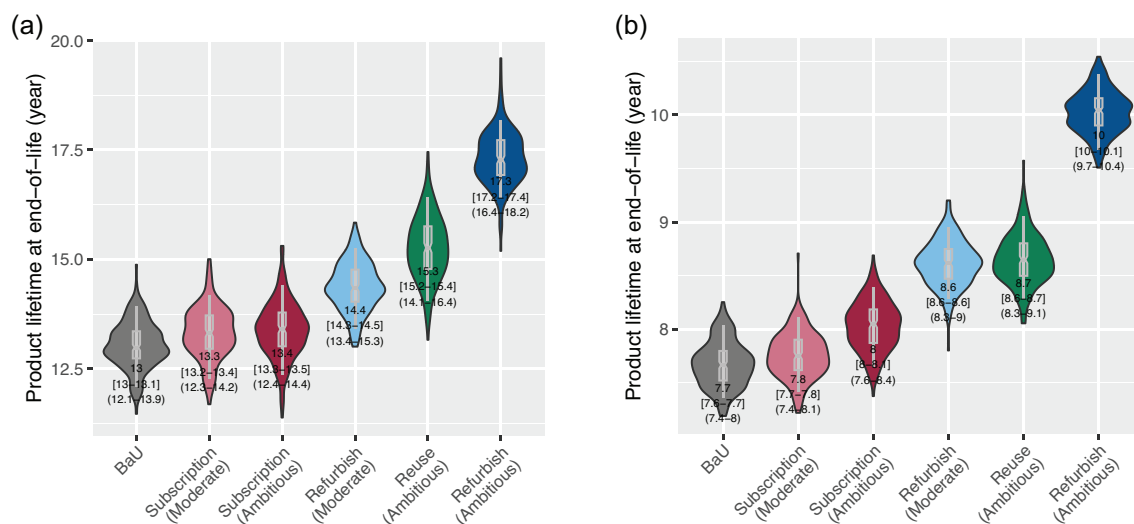 (a)
Product lifetime at end−of−life (year)
20.0
17.5
15.0
12.5
13
[13−13.1]
(12.1−13.9)
13.3
[13.2−13.4]
(12.3−14.2)
13.4
[13.3−13.5]
(12.4−14.4)
14.4
[14.3−14.5]
(13.4−15.3)
15.3
[15.2−15.4]
(14.1−16.4)
17.3
[17.2−17.4]
(16.4−18.2)
BaU
Subscription
(Moderate)
Subscription
(Ambitious)
Refurbish
(Moderate)
Reuse
(Ambitious)
Refurbish
(Ambitious)
(b)
Product lifetime at end−of−life (year)
10
9
8
7.7
[7.6−7.7]
(7.4−8)
7.8
[7.7−7.8]
(7.4−8.1)
8
[8−8.1]
(7.6−8.4)
8.6
[8.6−8.6]
(8.3−9)
8.7
[8.6−8.7]
(8.3−9.1)
10
[10−10.1]
(9.7−10.4)
BaU
Subscription
(Moderate)
Subscription
(Ambitious)
Refurbish
(Moderate)
Reuse
(Ambitious)
Refurbish
(Ambitious)